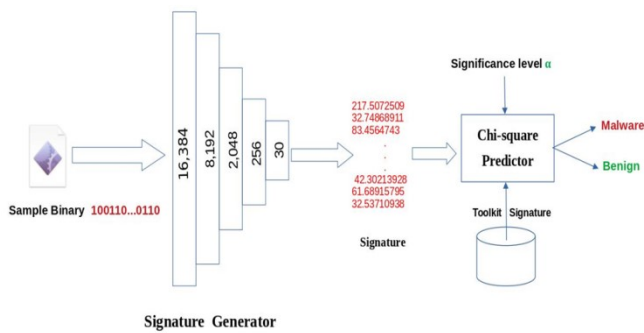 Sample Binary 100110...0110
16,384
8,192
2,048
256
30
Signature Generator
217.5072509
32.74868911
83.4564743
.
.
.
42.30213928
61.68915795
32.53710938
Signature
Significance level α
Chi-square
Predictor
Malware
Benign
Toolkit Signature